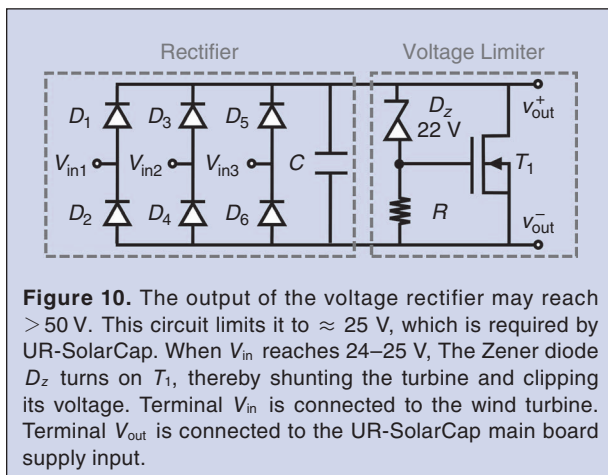 Rectifier
Voltage Limiter
D1 D3 D5
Dz
22 V
v+out
Vin1 Vin2 Vin3 C
T1
D2 D4 D6
R
v−out
Figure 10. The output of the voltage rectifier may reach
> 50 V. This circuit limits it to ≈ 25 V, which is required by
UR-SolarCap. When Vin reaches 24–25 V, The Zener diode
Dz turns on T1, thereby shunting the turbine and clipping
its voltage. Terminal Vin is connected to the wind turbine.
Terminal Vout is connected to the UR-SolarCap main board
supply input.